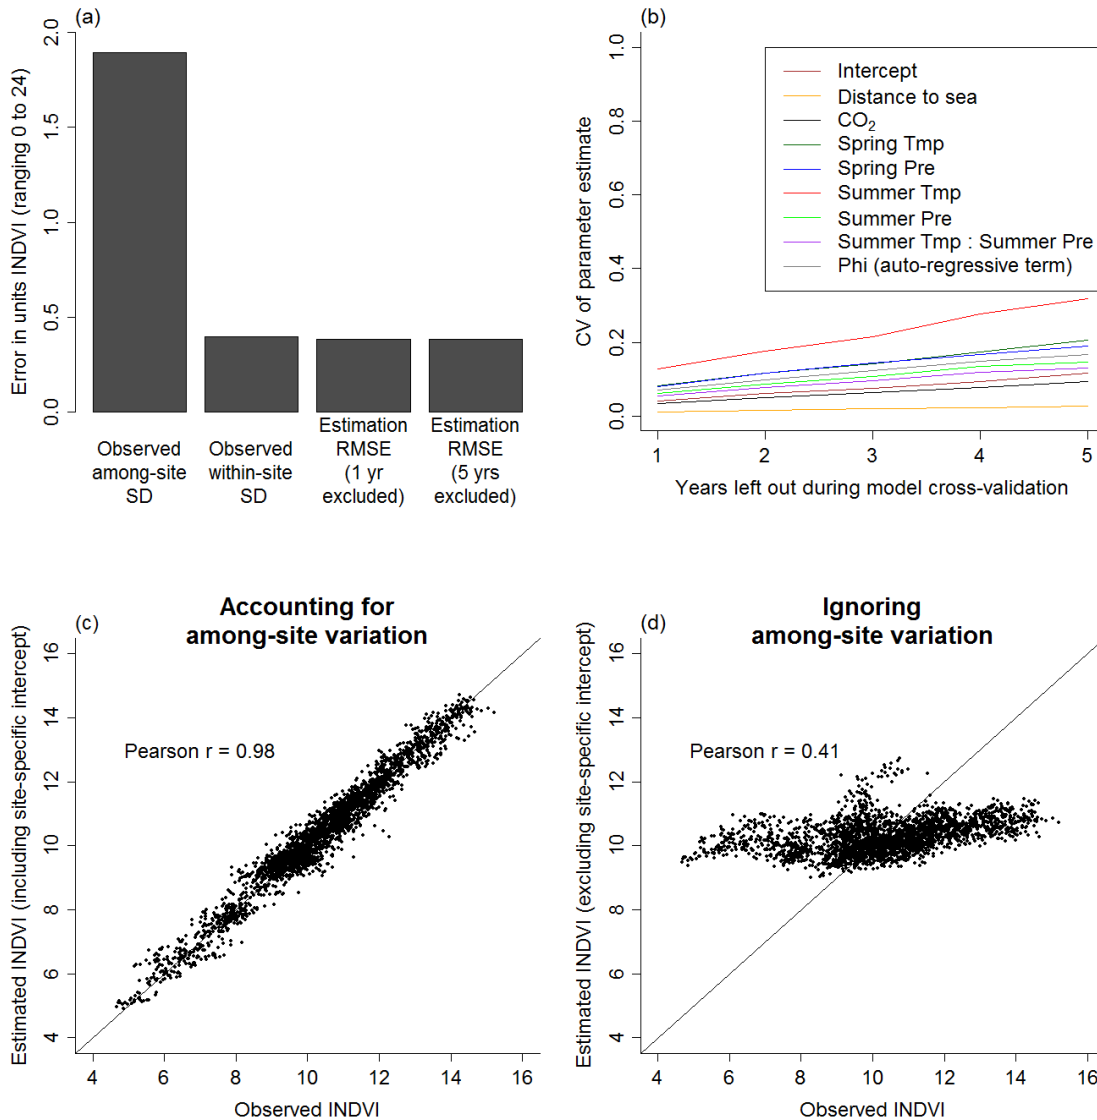 (a)
Error in units INDVI (ranging 0 to 24)
2.0
1.5
1.0
0.5
0.0
Observed
among-site
SD
Observed
within-site
SD
Estimation
RMSE
(1 yr
excluded)
Estimation
RMSE
(5 yrs
excluded)
(b)
CV of parameter estimate
1.0
0.8
0.6
0.4
0.2
0.0
Intercept
Distance to sea
CO₂
Spring Tmp
Spring Pre
Summer Tmp
Summer Pre
Summer Tmp : Summer Pre
Phi (auto-regressive term)
1 2 3 4 5
Years left out during model cross-validation
(c)
Accounting for
among-site variation
Estimated INDVI (including site-specific intercept)
16
14
12
10
8
6
4
Pearson r = 0.98
4 6 8 10 12 14 16
Observed INDVI
(d)
Ignoring
among-site variation
Estimated INDVI (excluding site-specific intercept)
16
14
12
10
8
6
4
Pearson r = 0.41
4 6 8 10 12 14 16
Observed INDVI